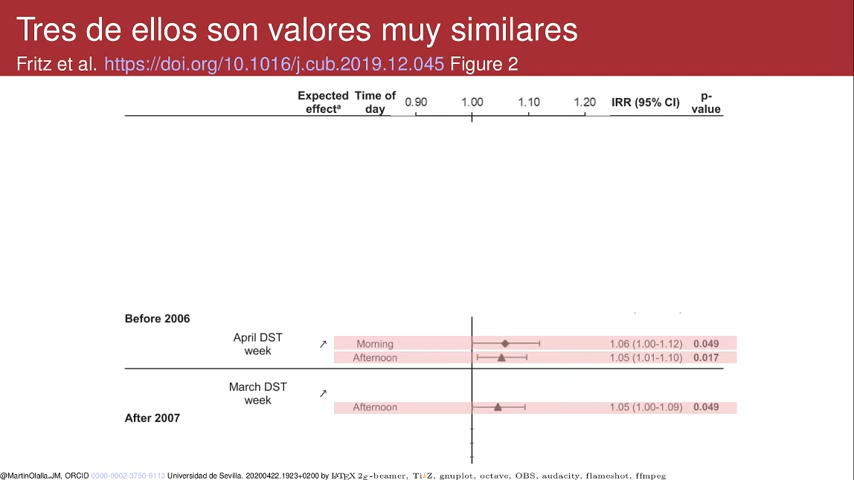 Tres de ellos son valores muy similares
Fritz et al. https://doi.org/10.1016/j.cub.2019.12.045 Figure 2
Expected effectª Time of day 0.90 1.00 1.10 1.20 IRR (95% CI) p-value
Before 2006
April DST week ↗ Morning 1.06 (1.00-1.12) 0.049
Afternoon 1.05 (1.01-1.10) 0.017
March DST week ↗
Afternoon 1.05 (1.00-1.09) 0.049
After 2007
@MartinOlalla_JM, ORCID 0000-0002-3750-9113 Universidad de Sevilla. 20200422.1923+0200 by LATEX 2ε-beamer, TikZ, gnuplot, octave, OBS, audacity, flameshot, ffmpeg